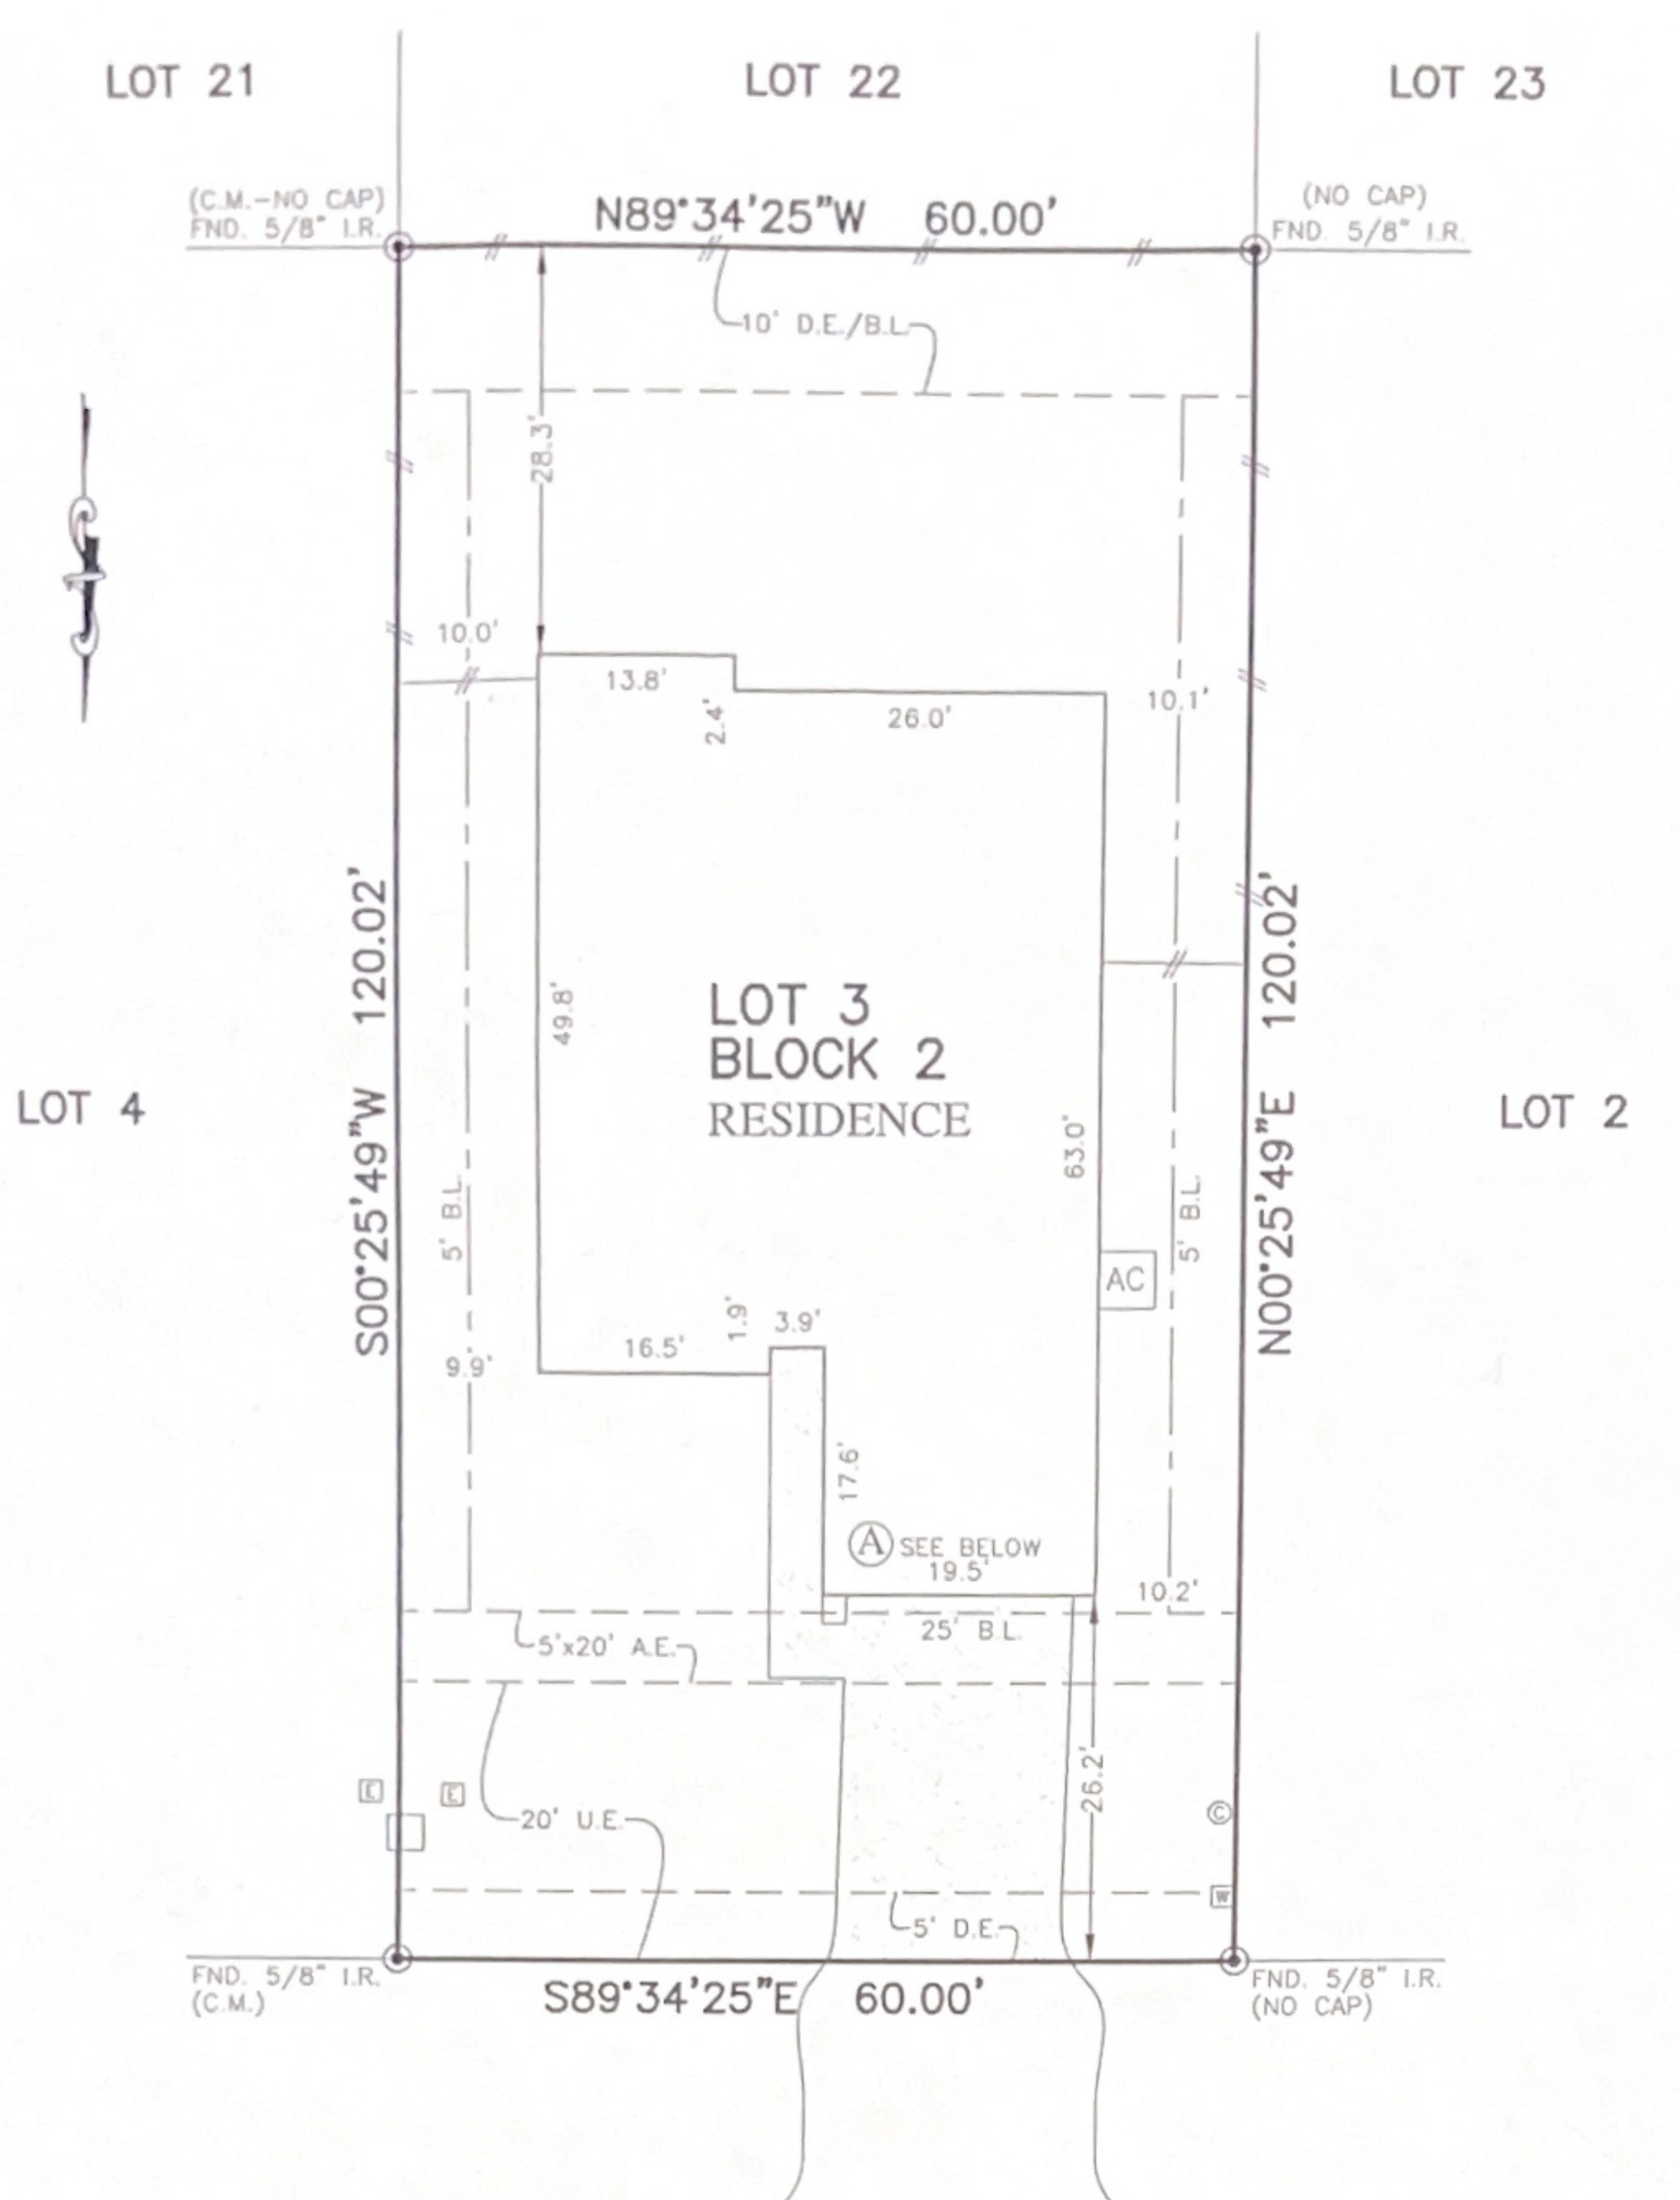 LOT 21
LOT 22
LOT 23
(C.M.-NO CAP)
FND. 5/8" I.R.
N89°34'25"W 60.00'
(NO CAP)
FND. 5/8" I.R.
10' D.E./B.L.
28.3'
10.0'
13.8'
2.4'
26.0'
10.1'
S00°25'49"W 120.02'
49.8'
LOT 3
BLOCK 2
RESIDENCE
N00°25'49"E 120.02'
LOT 4
LOT 2
63.0'
5' B.L.
5' B.L.
AC
1.9'
3.9'
16.5'
9.9'
17.6'
A SEE BELOW
19.5'
10.2'
25' B.L.
5'x20' A.E.
26.2'
E
E
20' U.E.
C
W
5' D.E.
FND. 5/8" I.R.
(C.M.)
S89°34'25"E 60.00'
FND. 5/8" I.R.
(NO CAP)